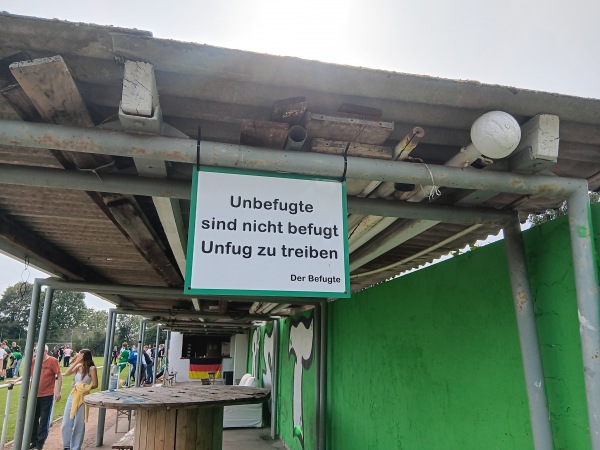 Unbefugte
sind nicht befugt
Unfug zu treiben
Der Befugte